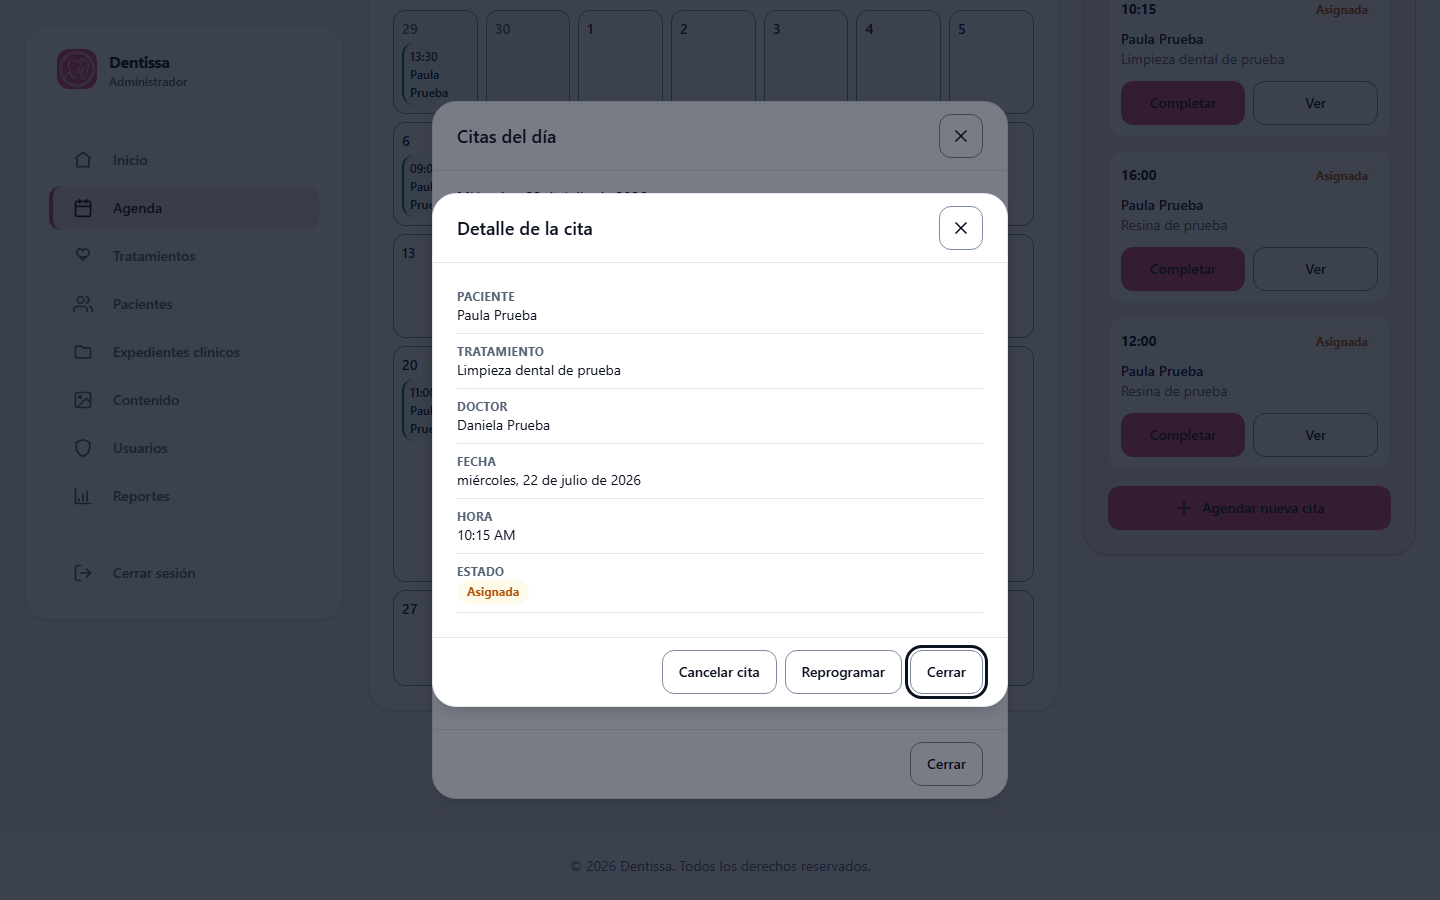 Dentissa
Administrador
Inicio
Agenda
Tratamientos
Pacientes
Expedientes clínicos
Contenido
Usuarios
Reportes
Cerrar sesión
29
30
1
2
3
4
5
13:30
Paula
Prueba
6
13
20
27
Citas del día
Detalle de la cita
PACIENTE
Paula Prueba
TRATAMIENTO
Limpieza dental de prueba
DOCTOR
Daniela Prueba
FECHA
miércoles, 22 de julio de 2026
HORA
10:15 AM
ESTADO
Asignada
Cancelar cita
Reprogramar
Cerrar
Cerrar
10:15
Asignada
Paula Prueba
Limpieza dental de prueba
Completar
Ver
16:00
Asignada
Paula Prueba
Resina de prueba
Completar
Ver
12:00
Asignada
Paula Prueba
Resina de prueba
Completar
Ver
Agendar nueva cita
© 2026 Dentissa. Todos los derechos reservados.